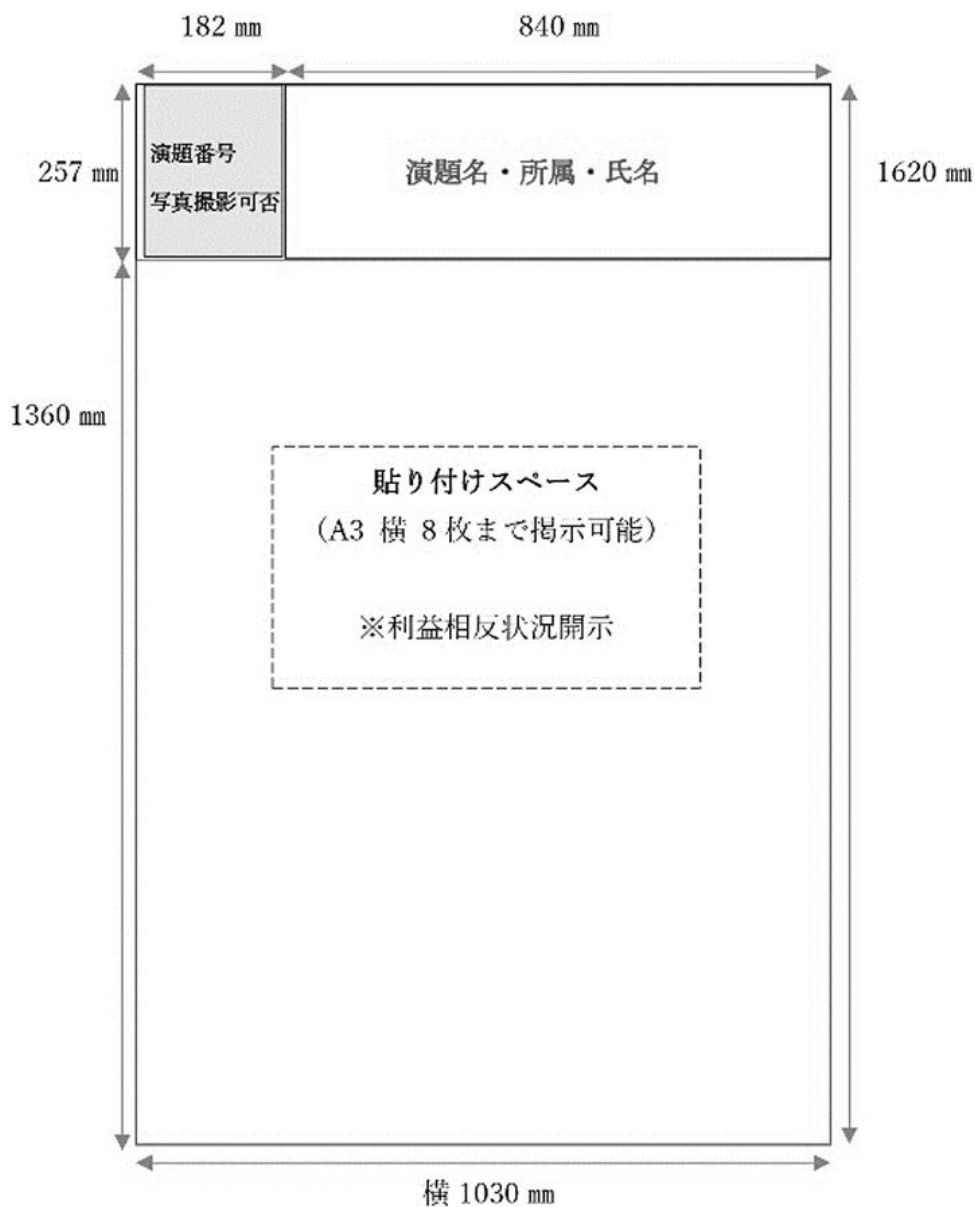 182 ㎜
840 ㎜
257 ㎜
演題番号
写真撮影可否
演題名・所属・氏名
1620 ㎜
1360 ㎜
貼り付けスペース
（A3 横 8 枚まで掲示可能）
※利益相反状況開示
横 1030 ㎜